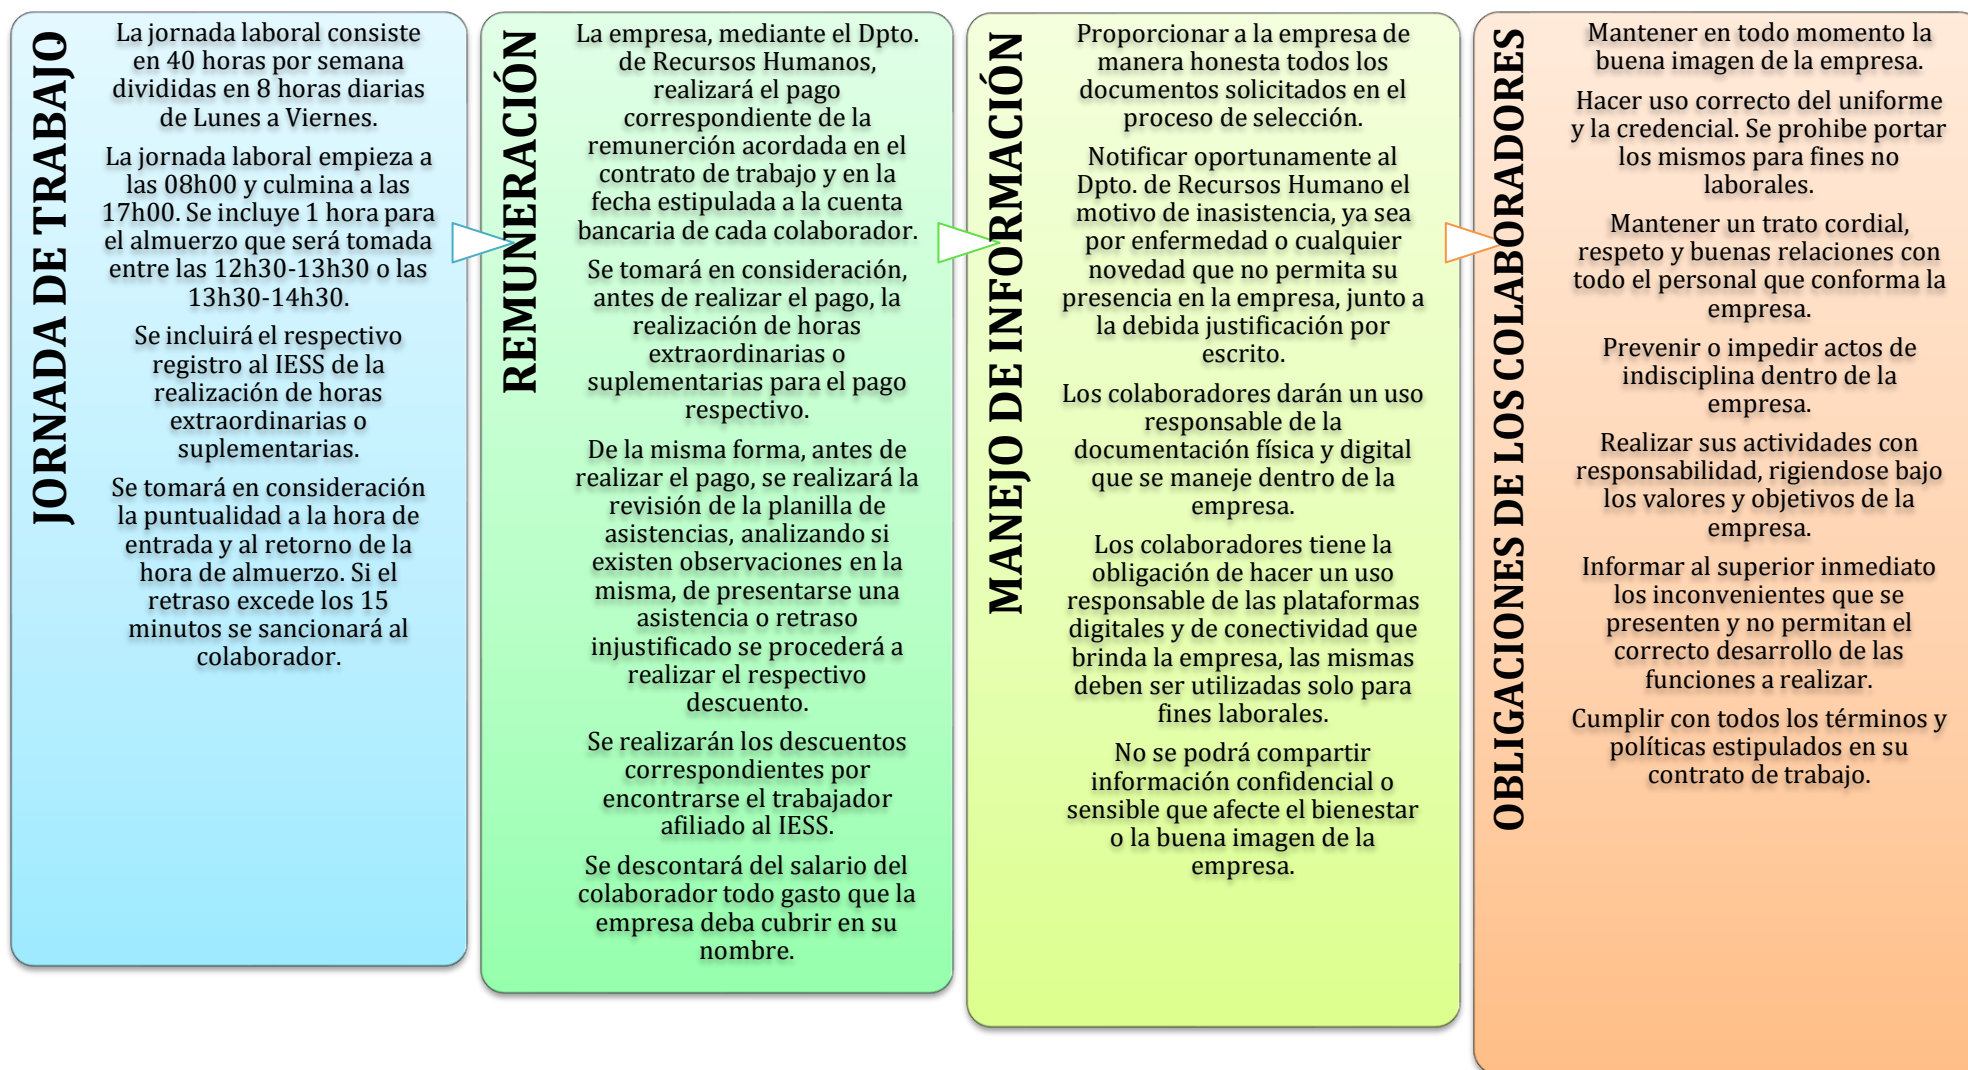 JORNADA DE TRABAJO
La jornada laboral consiste
en 40 horas por semana
divididas en 8 horas diarias
de Lunes a Viernes.
La jornada laboral empieza a
las 08h00 y culmina a las
17h00. Se incluye 1 hora para
el almuerzo que será tomada
entre las 12h30-13h30 o las
13h30-14h30.
Se incluirá el respectivo
registro al IESS de la
realización de horas
extraordinarias o
suplementarias.
Se tomará en consideración
la puntualidad a la hora de
entrada y al retorno de la
hora de almuerzo. Si el
retraso excede los 15
minutos se sancionará al
colaborador.
REMUNERACIÓN
La empresa, mediante el Dpto.
de Recursos Humanos,
realizará el pago
correspondiente de la
remunerción acordada en el
contrato de trabajo y en la
fecha estipulada a la cuenta
bancaria de cada colaborador.
Se tomará en consideración,
antes de realizar el pago, la
realización de horas
extraordinarias o
suplementarias para el pago
respectivo.
De la misma forma, antes de
realizar el pago, se realizará la
revisión de la planilla de
asistencias, analizando si
existen observaciones en la
misma, de presentarse una
asistencia o retraso
injustificado se procederá a
realizar el respectivo
descuento.
Se realizarán los descuentos
correspondientes por
encontrarse el trabajador
afiliado al IESS.
Se descontará del salario del
colaborador todo gasto que la
empresa deba cubrir en su
nombre.
MANEJO DE INFORMACIÓN
Proporcionar a la empresa de
manera honesta todos los
documentos solicitados en el
proceso de selección.
Notificar oportunamente al
Dpto. de Recursos Humano el
motivo de inasistencia, ya sea
por enfermedad o cualquier
novedad que no permita su
presencia en la empresa, junto a
la debida justificación por
escrito.
Los colaboradores darán un uso
responsable de la
documentación física y digital
que se maneje dentro de la
empresa.
Los colaboradores tiene la
obligación de hacer un uso
responsable de las plataformas
digitales y de conectividad que
brinda la empresa, las mismas
deben ser utilizadas solo para
fines laborales.
No se podrá compartir
información confidencial o
sensible que afecte el bienestar
o la buena imagen de la
empresa.
OBLIGACIONES DE LOS COLABORADORES
Mantener en todo momento la
buena imagen de la empresa.
Hacer uso correcto del uniforme
y la credencial. Se prohibe portar
los mismos para fines no
laborales.
Mantener un trato cordial,
respeto y buenas relaciones con
todo el personal que conforma la
empresa.
Prevenir o impedir actos de
indisciplina dentro de la
empresa.
Realizar sus actividades con
responsabilidad, rigiendose bajo
los valores y objetivos de la
empresa.
Informar al superior inmediato
los inconvenientes que se
presenten y no permitan el
correcto desarrollo de las
funciones a realizar.
Cumplir con todos los términos y
políticas estipulados en su
contrato de trabajo.